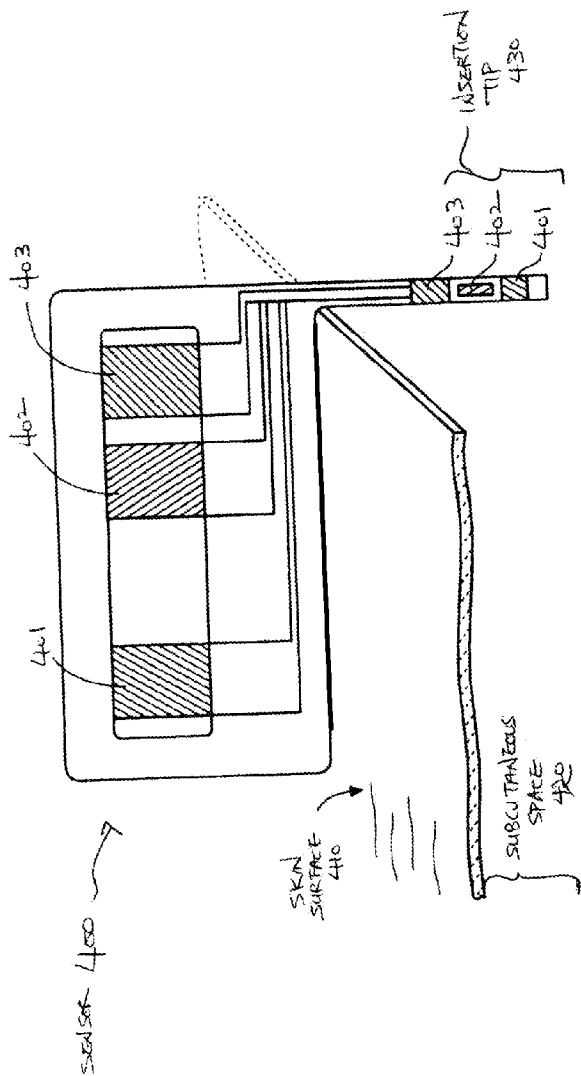 SENSOR 400
401
402
403
SKIN
SURFACE
410
SUBCUTANEOUS
SPACE
420
403
402
401
INSERTION
TIP
430